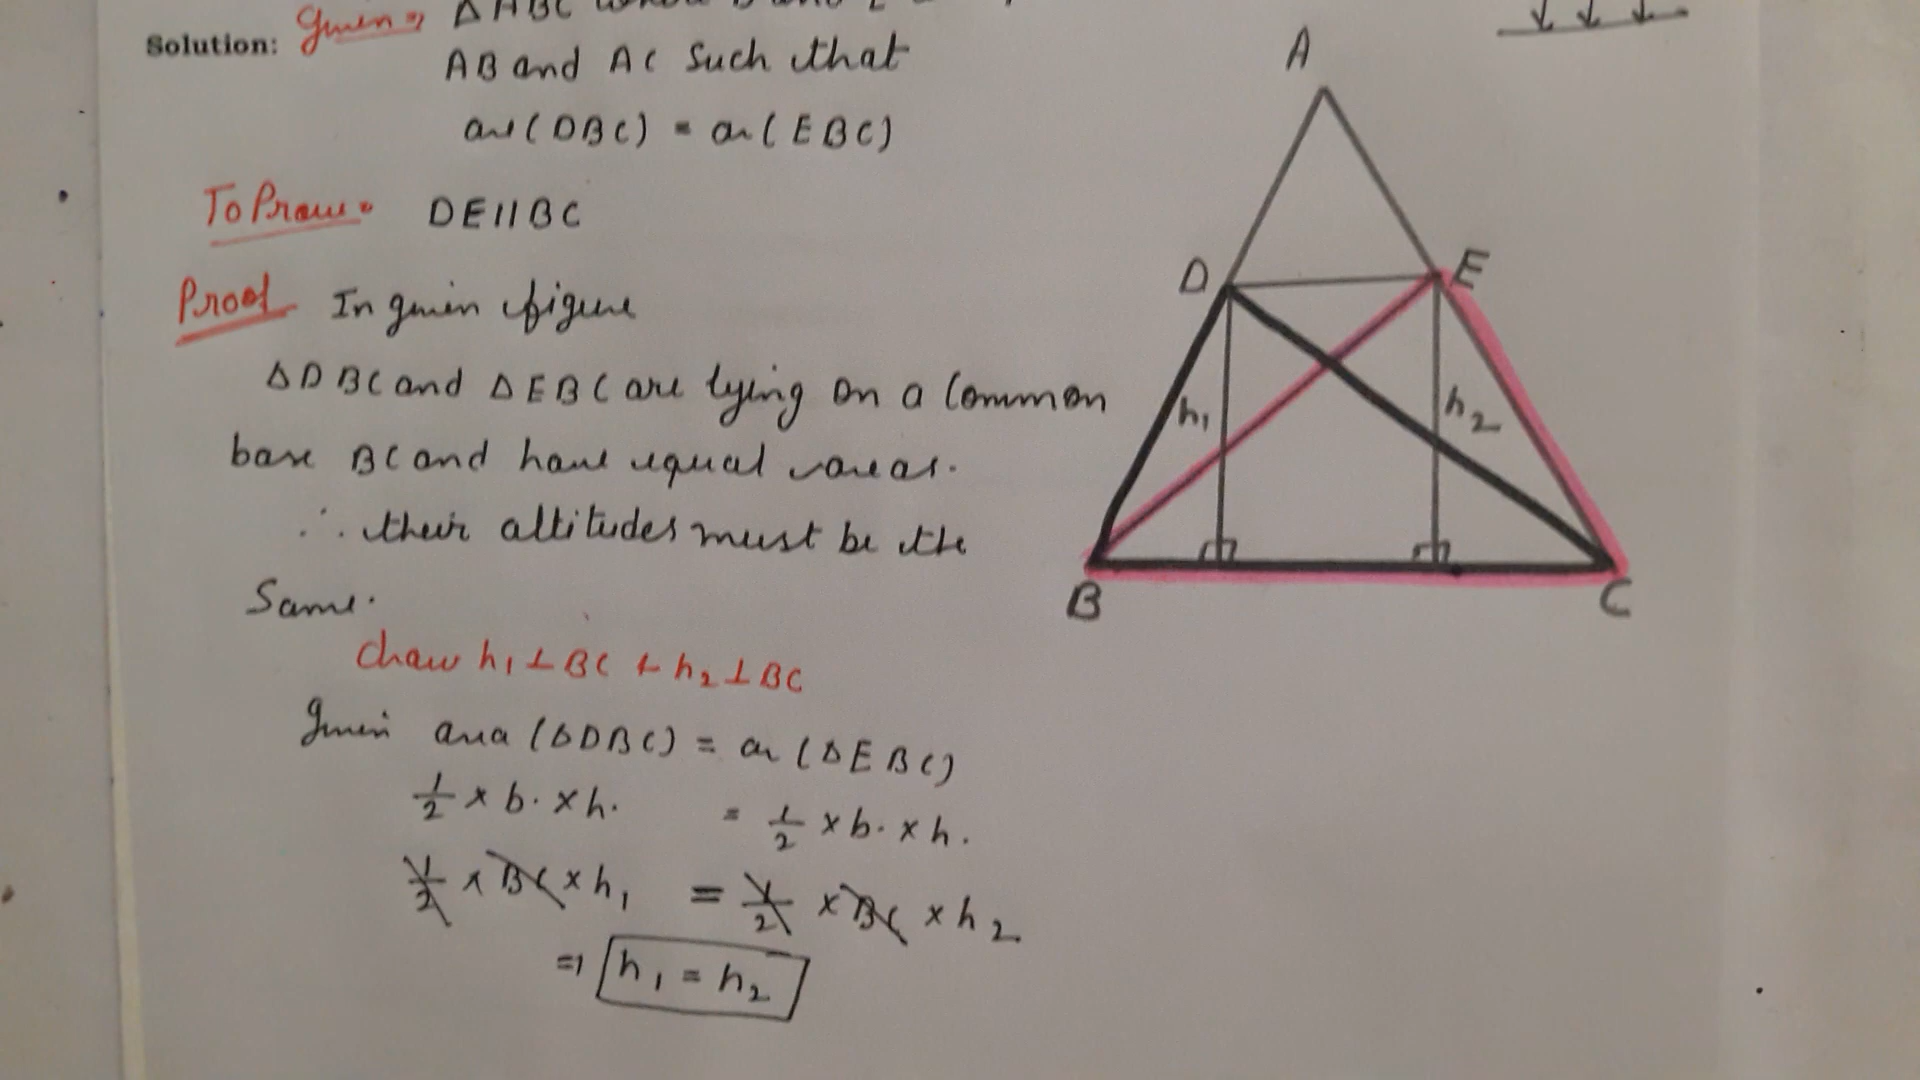 Solution: Given ⇒ ΔABC
AB and AC such that
ar(DBC) = ar(EBC)
To Prove - DE||BC
Proof In given figure
ΔDBC and ΔEBC are lying on a common
base BC and have equal areas.
∴ their altitudes must be the
Same.
draw h₁⊥BC & h₂⊥BC
Given area (ΔDBC) = ar (ΔEBC)
1/2 × b. × h. = 1/2 × b. × h.
1/2 × BC × h₁ = 1/2 × BC × h₂
⇒ h₁ = h₂
A
D
E
h₁
h₂
B
C